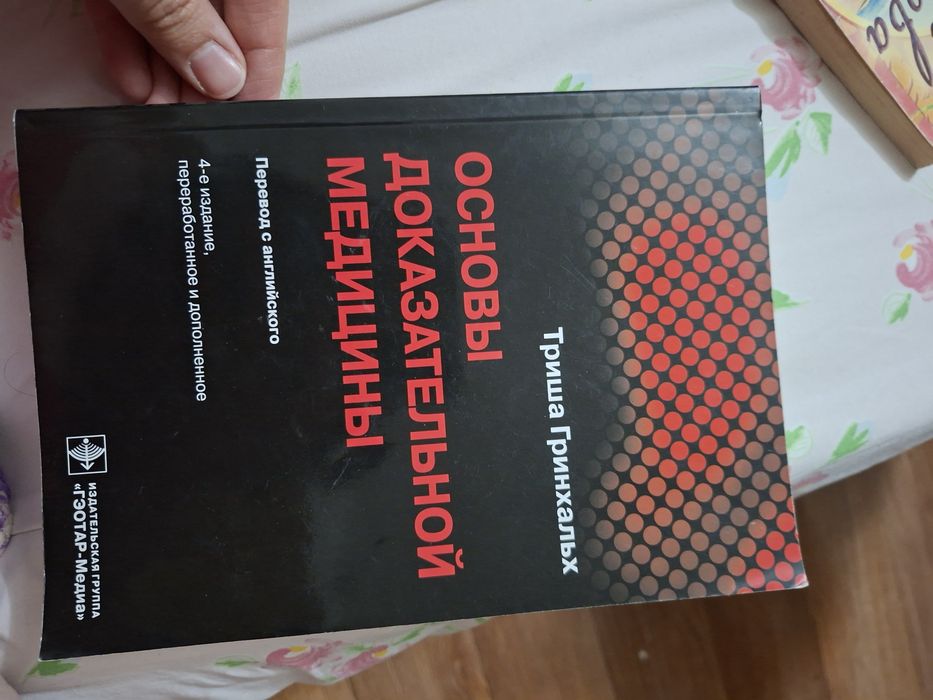 Триша Гринхальх
ОСНОВЫ
ДОКАЗАТЕЛЬНОЙ
МЕДИЦИНЫ
Перевод с английского
4-е издание,
переработанное и дополненное
ИЗДАТЕЛЬСКАЯ ГРУППА
«ГЭОТАР-Медиа»